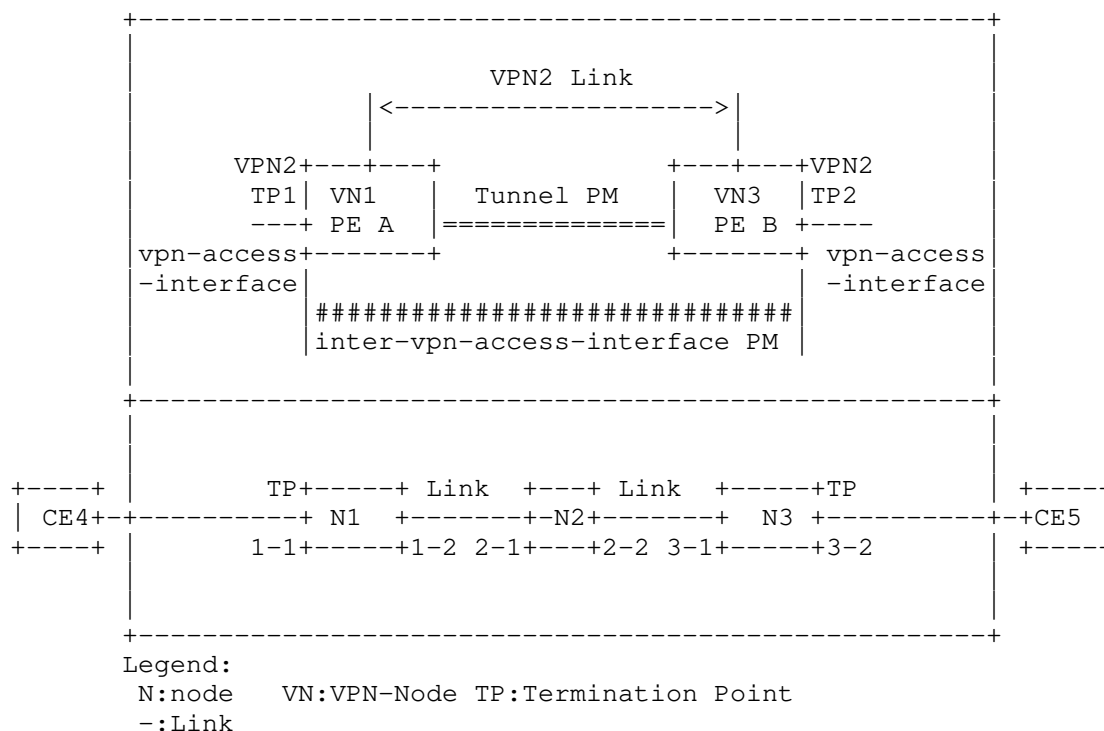 +------------------------------------------------------+
VPN2 Link
|<-------------------->|
VPN2+---+---+ +---+---+VPN2
TP1| VN1 | Tunnel PM | VN3 |TP2
---+ PE A |==============| PE B +----
|vpn-access+-------+ +-------+ vpn-access|
|-interface| | -interface|
|##############################|
|inter-vpn-access-interface PM |
+------------------------------------------------------+
+----+ | TP+-----+ Link +---+ Link +-----+TP | +-----
| CE4+-+----------+ N1 +-------+-N2+-------+ N3 +----------+-+CE5
+----+ | 1-1+-----+1-2 2-1+---+2-2 3-1+-----+3-2 | +-----
+------------------------------------------------------+
Legend:
N:node VN:VPN-Node TP:Termination Point
-:Link